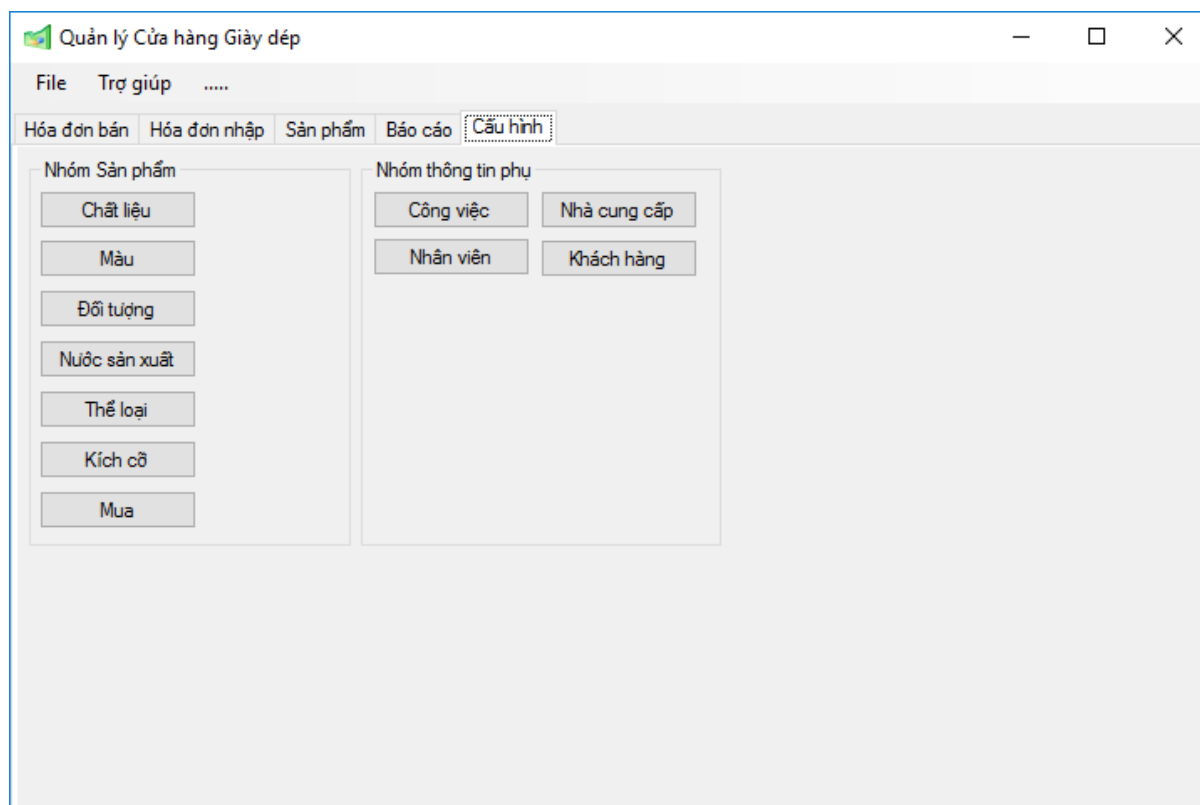 Quản lý Cửa hàng Giày dép
File Trợ giúp .....
Hóa đơn bán Hóa đơn nhập Sản phẩm Báo cáo Cấu hình
Nhóm Sản phẩm
Chất liệu
Màu
Đối tượng
Nước sản xuất
Thể loại
Kích cỡ
Mua
Nhóm thông tin phụ
Công việc Nhà cung cấp
Nhân viên Khách hàng